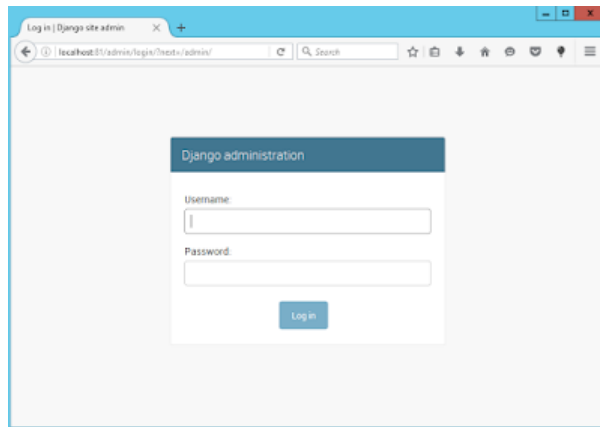 Log in | Django site admin
localhost:81/admin/login/?next=/admin/
Search
Django administration
Username:
Password:
Log in